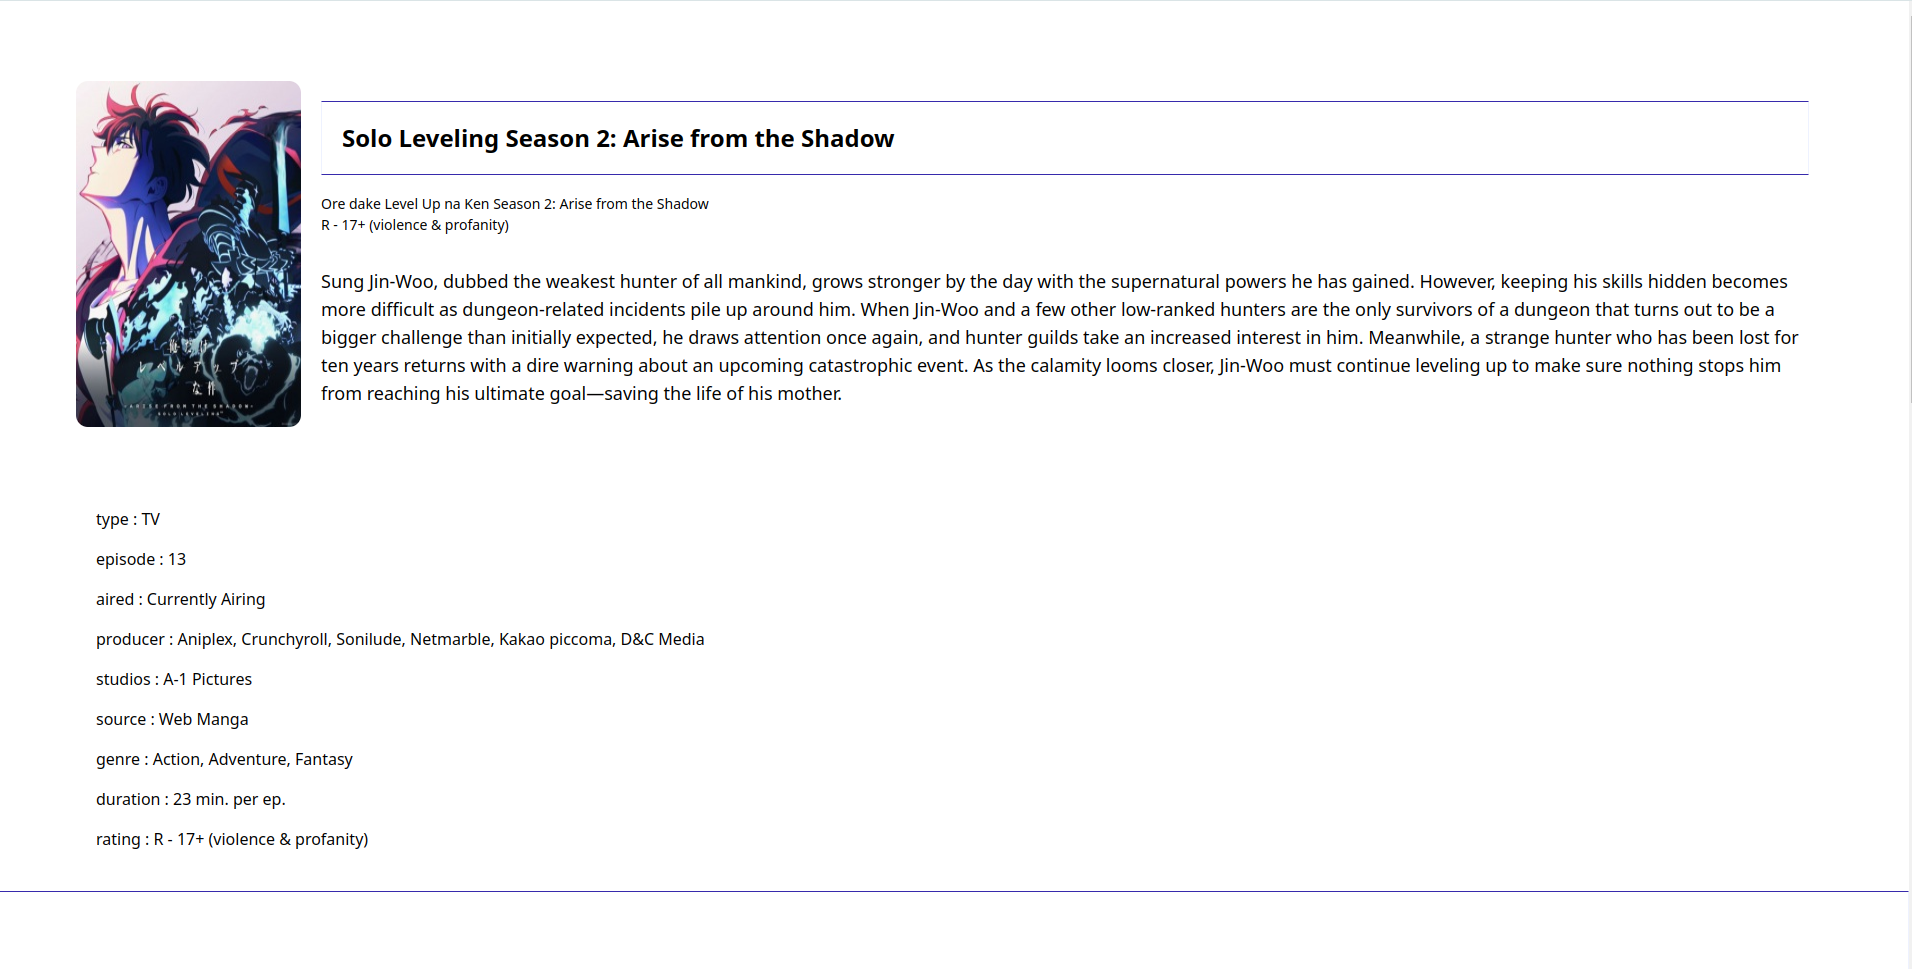 Solo Leveling Season 2: Arise from the Shadow
Ore dake Level Up na Ken Season 2: Arise from the Shadow
R - 17+ (violence & profanity)
Sung Jin-Woo, dubbed the weakest hunter of all mankind, grows stronger by the day with the supernatural powers he has gained. However, keeping his skills hidden becomes
more difficult as dungeon-related incidents pile up around him. When Jin-Woo and a few other low-ranked hunters are the only survivors of a dungeon that turns out to be a
bigger challenge than initially expected, he draws attention once again, and hunter guilds take an increased interest in him. Meanwhile, a strange hunter who has been lost for
ten years returns with a dire warning about an upcoming catastrophic event. As the calamity looms closer, Jin-Woo must continue leveling up to make sure nothing stops him
from reaching his ultimate goal—saving the life of his mother.
俺だけ
レベルアップ
な件
-ARISE FROM THE SHADOW-
SOLO LEVELING
type : TV
episode : 13
aired : Currently Airing
producer : Aniplex, Crunchyroll, Sonilude, Netmarble, Kakao piccoma, D&C Media
studios : A-1 Pictures
source : Web Manga
genre : Action, Adventure, Fantasy
duration : 23 min. per ep.
rating : R - 17+ (violence & profanity)